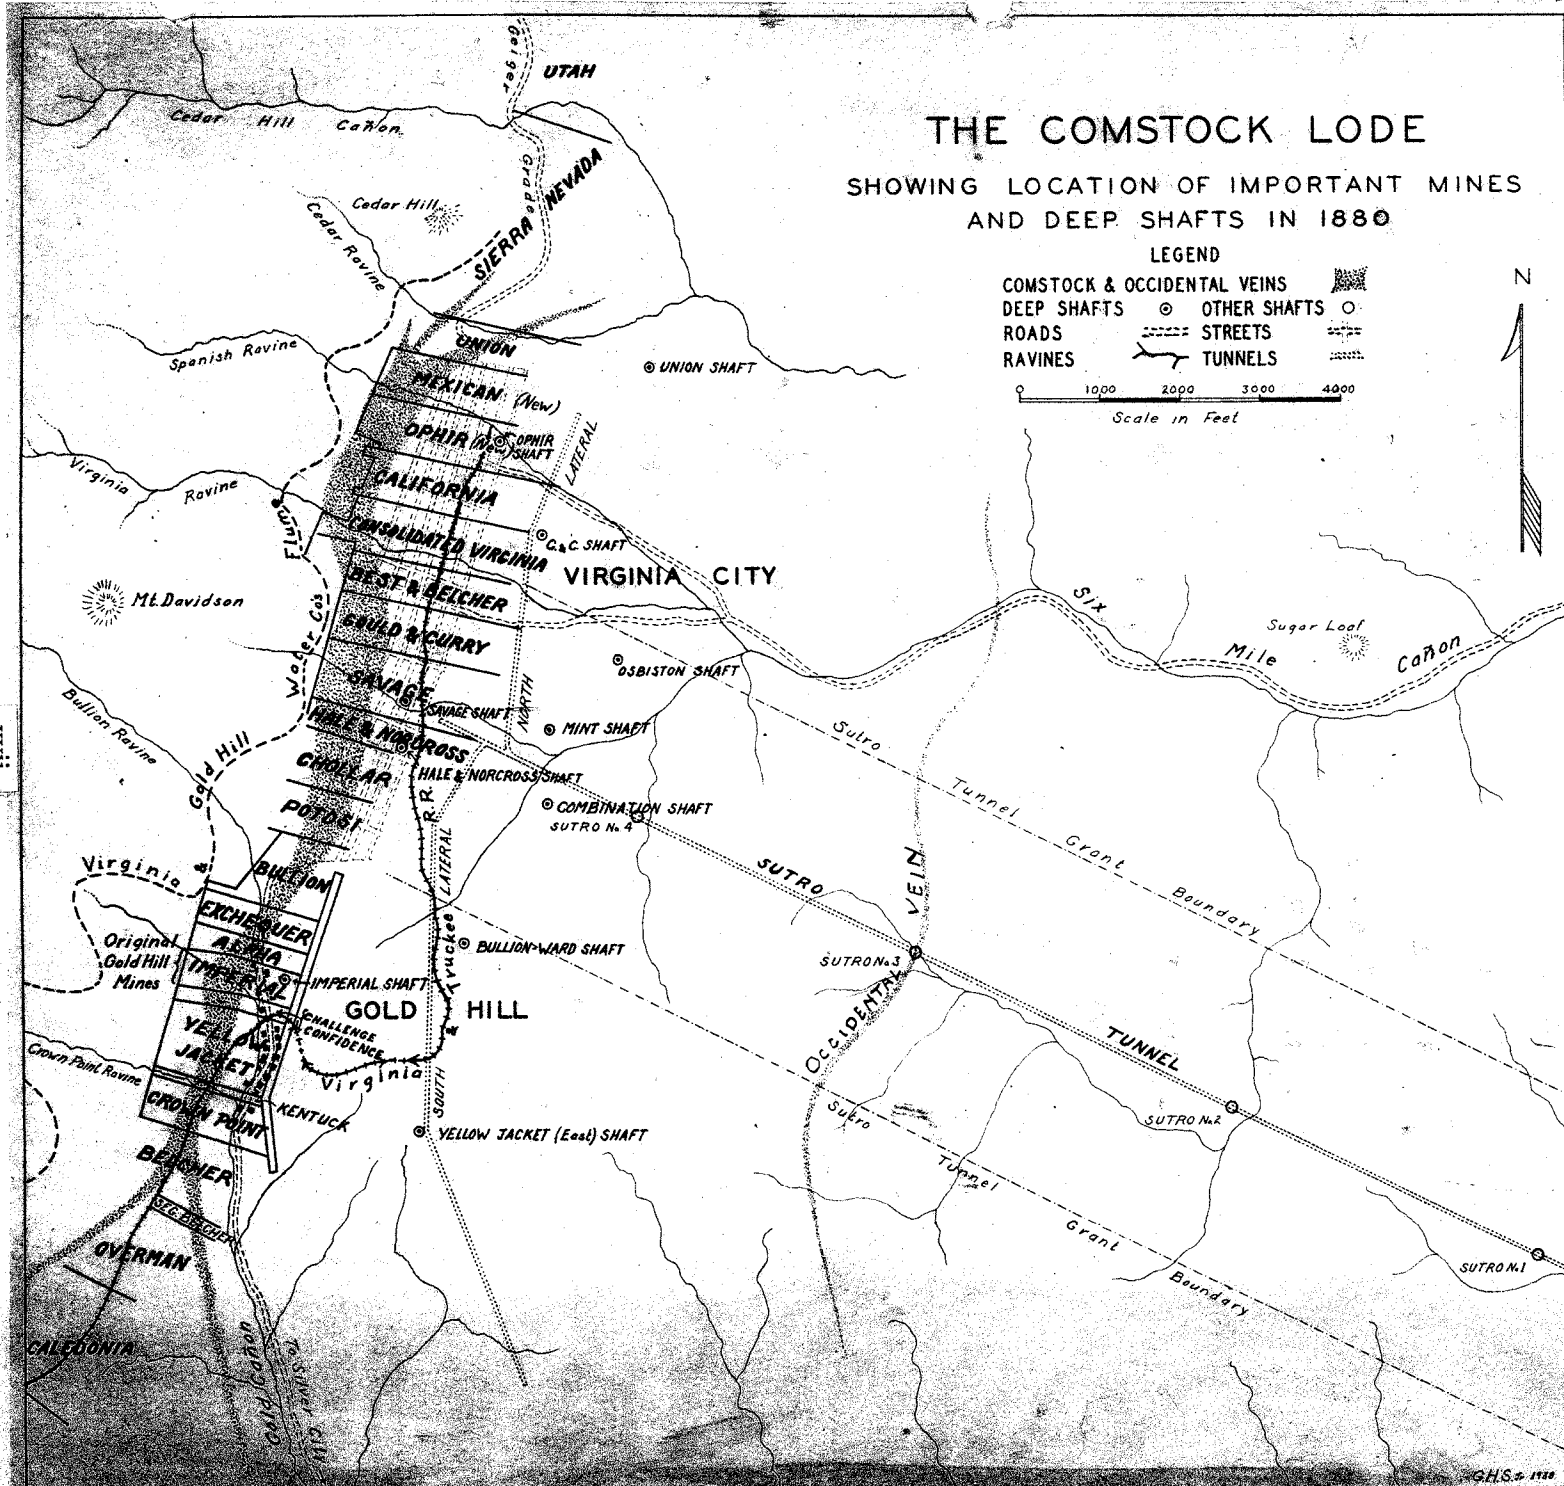 THE COMSTOCK LODE
SHOWING LOCATION OF IMPORTANT MINES
AND DEEP SHAFTS IN 1880
LEGEND
COMSTOCK & OCCIDENTAL VEINS
DEEP SHAFTS
OTHER SHAFTS
ROADS
STREETS
RAVINES
TUNNELS
0 1000 2000 3000 4000
Scale in Feet
N
Geiger
Grade
UTAH
Cedar Hill Cañon
Cedar Hill
Cedar Ravine
SIERRA NEVADA
Spanish Ravine
UNION
UNION SHAFT
MEXICAN (New)
OPHIR (New)
OPHIR
SHAFT
LATERAL
CALIFORNIA
Virginia Ravine
Flume
CONSOLIDATED VIRGINIA
C.&C. SHAFT
VIRGINIA CITY
BEST & BELCHER
Mt. Davidson
GOULD & CURRY
Water Cos
Six Mile Cañon
Sugar Loaf
OSBISTON SHAFT
SAVAGE
SAVAGE SHAFT
NORTH
MINT SHAFT
Bullion Ravine
HALE & NORCROSS
HALE & NORCROSS SHAFT
Gold Hill
CHOLLAR
R.R.
COMBINATION SHAFT
SUTRO No. 4
POTOSI
Sutro Tunnel Grant Boundary
LATERAL
SUTRO
VEIN
Virginia &
BULLION
EXCHEQUER
ALPHA
IMPERIAL
Original
Gold Hill
Mines
Truckee
BULLION-WARD SHAFT
SUTRO No. 3
IMPERIAL SHAFT
GOLD HILL
CHALLENGE
CONFIDENCE
OCCIDENTAL
TUNNEL
YELLOW
JACKET
&
Virginia
Crown Point Ravine
SOUTH
CROWN POINT
KENTUCK
YELLOW JACKET (East) SHAFT
Sutro Tunnel Grant Boundary
SUTRO No. 2
BELCHER
SEG. BELCHER
OVERMAN
SUTRO No. 1
CALEDONIA
Gold Cañon
To Silver City